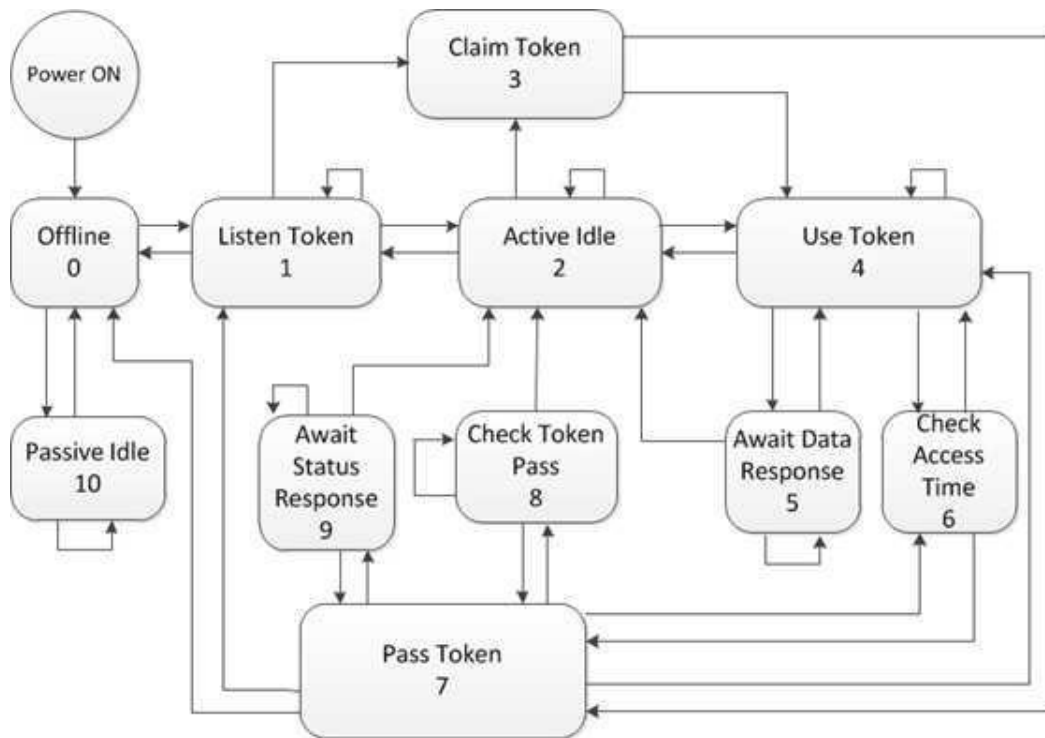 Claim Token
3
Power ON
Offline
0
Listen Token
1
Active Idle
2
Use Token
4
Passive Idle
10
Await
Status
Response
9
Check Token
Pass
8
Await Data
Response
5
Check
Access
Time
6
Pass Token
7